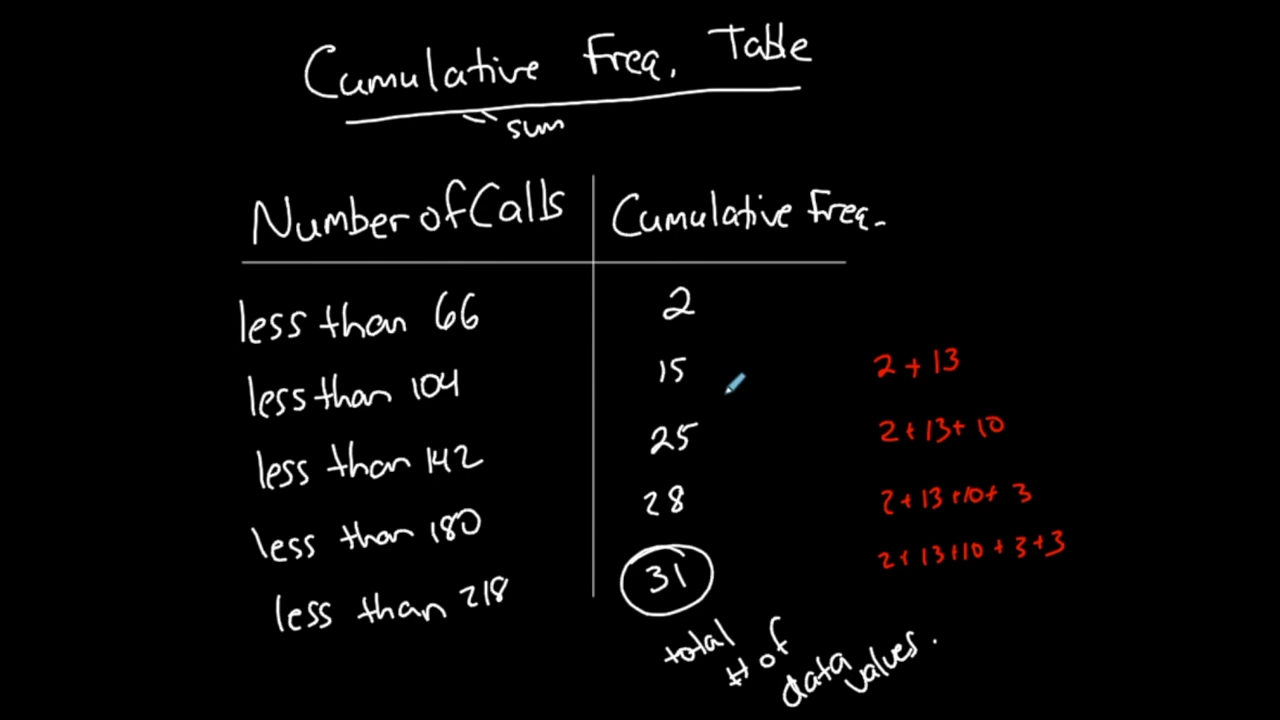 Cumulative Freq. Table
sum
Number of Calls Cumulative Freq.
less than 66 2
less than 104 15 2 + 13
less than 142 25 2 + 13 + 10
less than 180 28 2 + 13 + 10 + 3
less than 218 31 2 + 13 + 10 + 3 + 3
total
# of
data values.